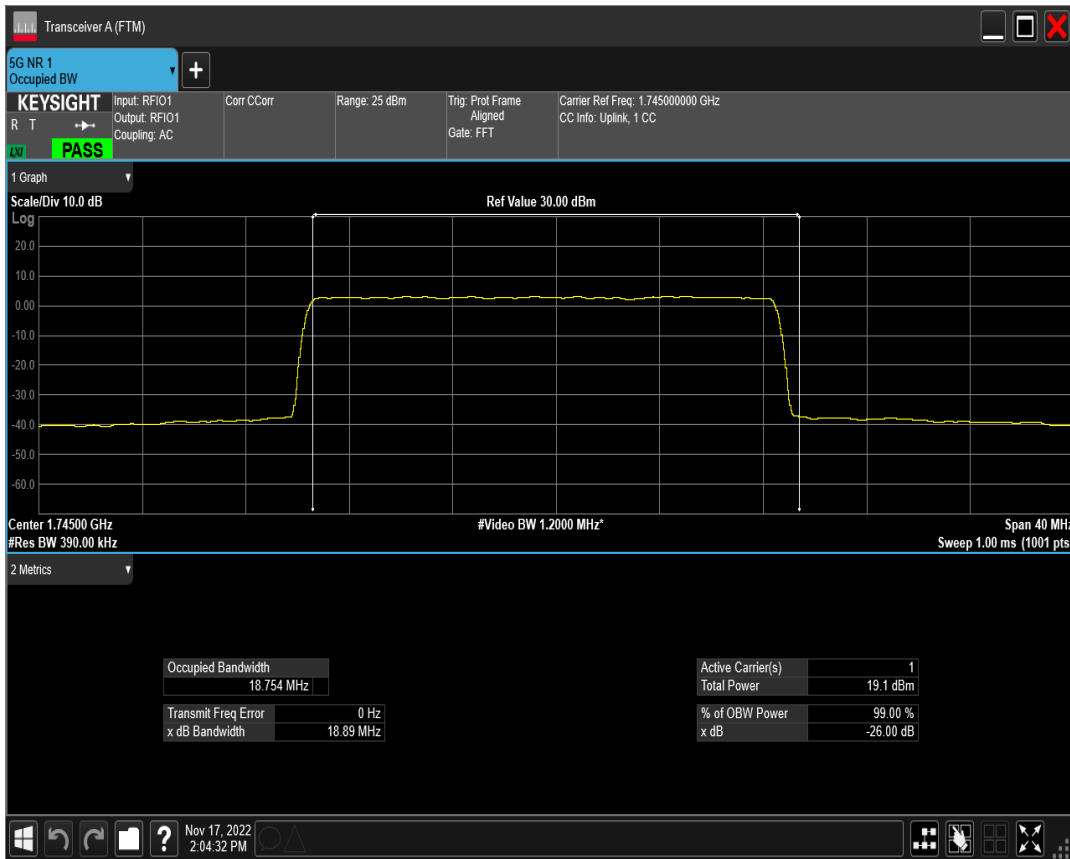 Transceiver A (FTM)
5G NR 1
Occupied BW
KEYSIGHT
R T
LXI
PASS
Input: RFIO1
Output: RFIO1
Coupling: AC
Corr CCorr
Range: 25 dBm
Trig: Prot Frame
Aligned
Gate: FFT
Carrier Ref Freq: 1.745000000 GHz
CC Info: Uplink, 1 CC
1 Graph
Scale/Div 10.0 dB
Ref Value 30.00 dBm
Log
20.0
10.0
0.00
-10.0
-20.0
-30.0
-40.0
-50.0
-60.0
Center 1.74500 GHz
#Video BW 1.2000 MHz*
Span 40 MHz
#Res BW 390.00 kHz
Sweep 1.00 ms (1001 pts
2 Metrics
Occupied Bandwidth
18.754 MHz
Transmit Freq Error 0 Hz
x dB Bandwidth 18.89 MHz
Active Carrier(s) 1
Total Power 19.1 dBm
% of OBW Power 99.00 %
x dB -26.00 dB
?
Nov 17, 2022
2:04:32 PM